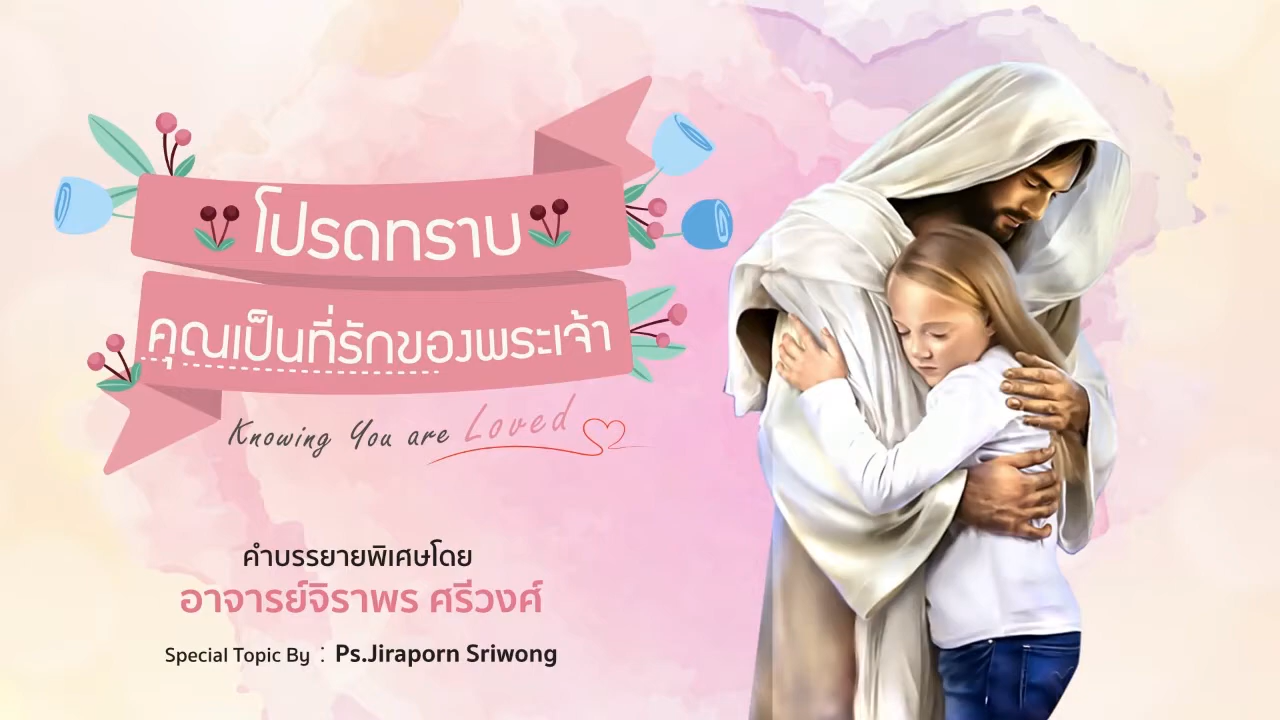 โปรดทราบ
คุณเป็นที่รักของพระเจ้า
Knowing You are Loved
คำบรรยายพิเศษโดย
อาจารย์จิราพร ศรีวงศ์
Special Topic By : Ps.Jiraporn Sriwong